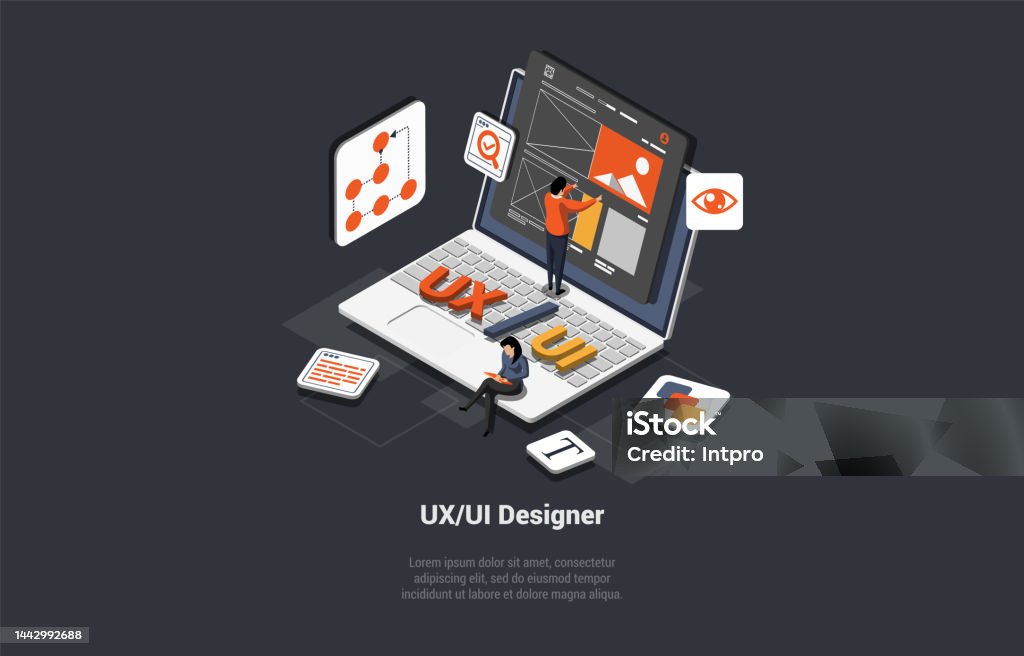 UX/UI
T
iStock™
Credit: Intpro
UX/UI Designer
Lorem ipsum dolor sit amet, consectetur
adipiscing elit, sed do eiusmod tempor
incididunt ut labore et dolore magna aliqua.
1442992688